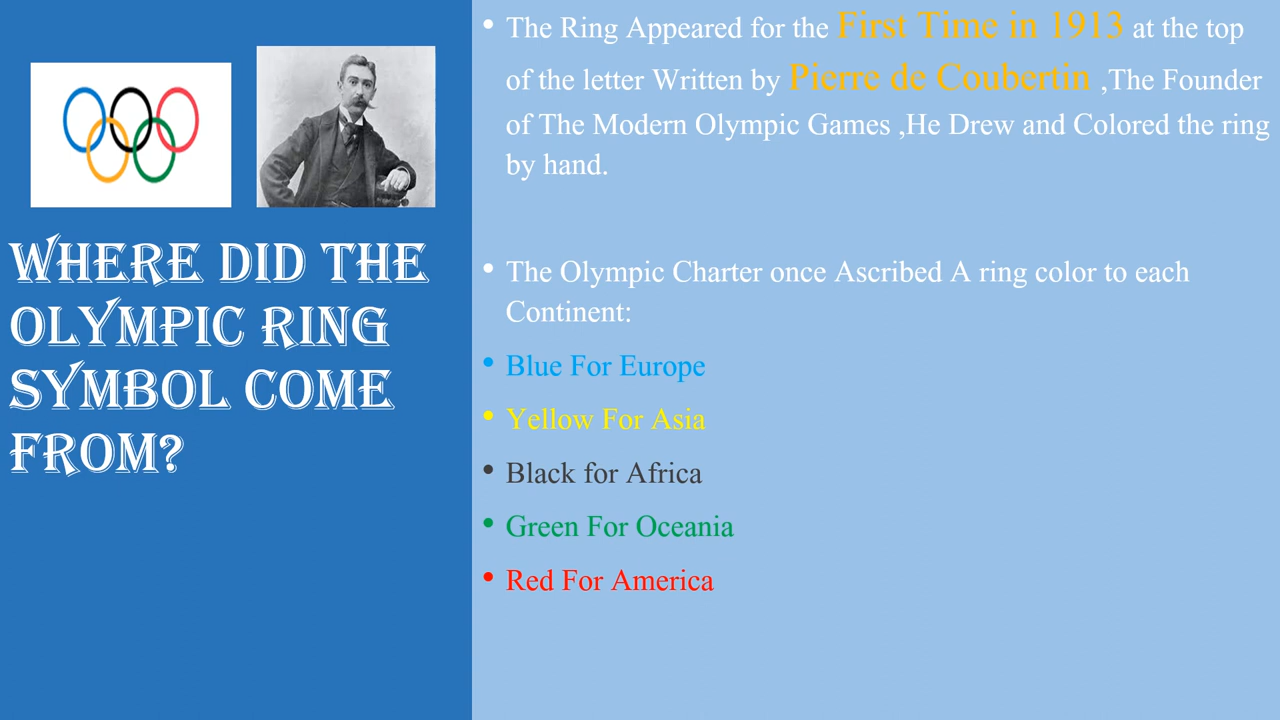 WHERE DID THE
OLYMPIC RING
SYMBOL COME
FROM?
• The Ring Appeared for the First Time in 1913 at the top
of the letter Written by Pierre de Coubertin ,The Founder
of The Modern Olympic Games ,He Drew and Colored the ring
by hand.
• The Olympic Charter once Ascribed A ring color to each
Continent:
• Blue For Europe
• Yellow For Asia
• Black for Africa
• Green For Oceania
• Red For America